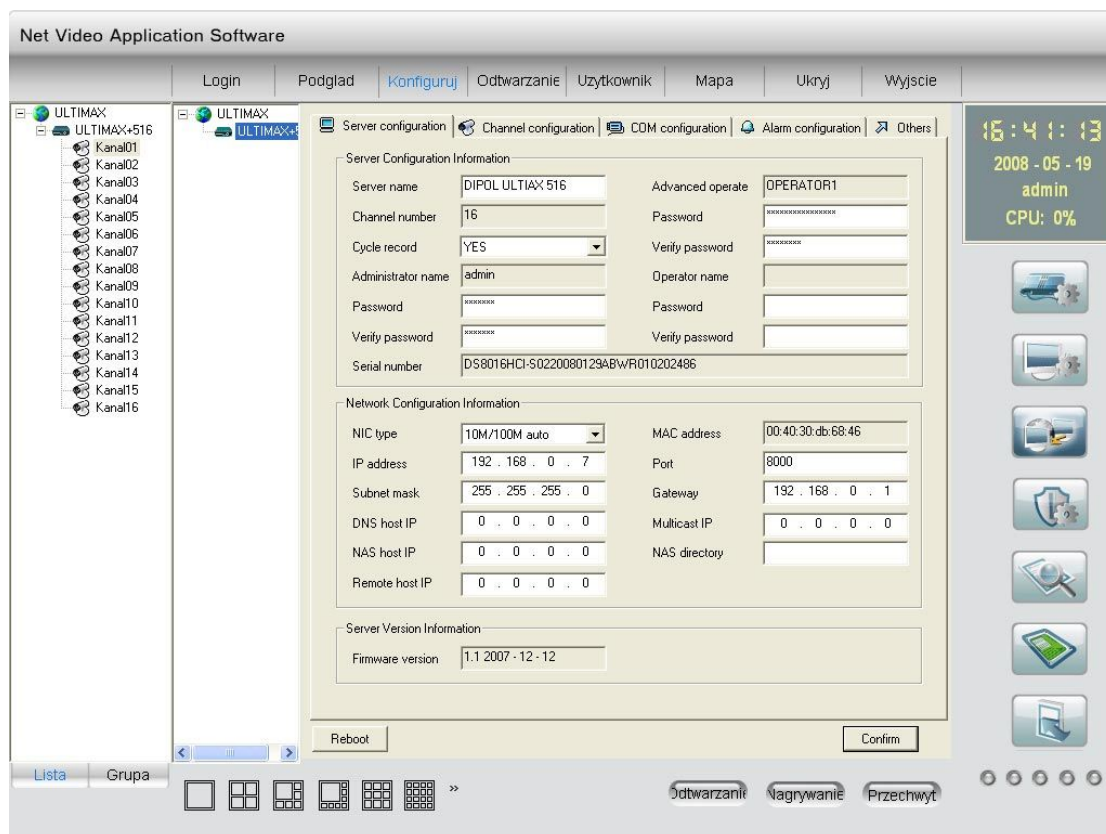 Net Video Application Software
Login Podglad Konfiguruj Odtwarzanie Uzytkownik Mapa Ukryj Wyjscie
ULTIMAX
ULTIMAX+516
Kanal01
Kanal02
Kanal03
Kanal04
Kanal05
Kanal06
Kanal07
Kanal08
Kanal09
Kanal10
Kanal11
Kanal12
Kanal13
Kanal14
Kanal15
Kanal16
Lista Grupa
ULTIMAX
ULTIMAX+5
Server configuration Channel configuration COM configuration Alarm configuration Others
Server Configuration Information
Server name DIPOL ULTIAX 516 Advanced operate OPERATOR1
Channel number 16 Password ***************
Cycle record YES Verify password ********
Administrator name admin Operator name
Password ******* Password
Verify password ******* Verify password
Serial number DS8016HCI-S0220080129ABWR010202486
Network Configuration Information
NIC type 10M/100M auto MAC address 00:40:30:db:68:46
IP address 192 . 168 . 0 . 7 Port 8000
Subnet mask 255 . 255 . 255 . 0 Gateway 192 . 168 . 0 . 1
DNS host IP 0 . 0 . 0 . 0 Multicast IP 0 . 0 . 0 . 0
NAS host IP 0 . 0 . 0 . 0 NAS directory
Remote host IP 0 . 0 . 0 . 0
Server Version Information
Firmware version 1.1 2007 - 12 - 12
Reboot Confirm
16:41:13
2008 - 05 - 19
admin
CPU: 0%
»
Odtwarzanie Nagrywanie Przechwyt